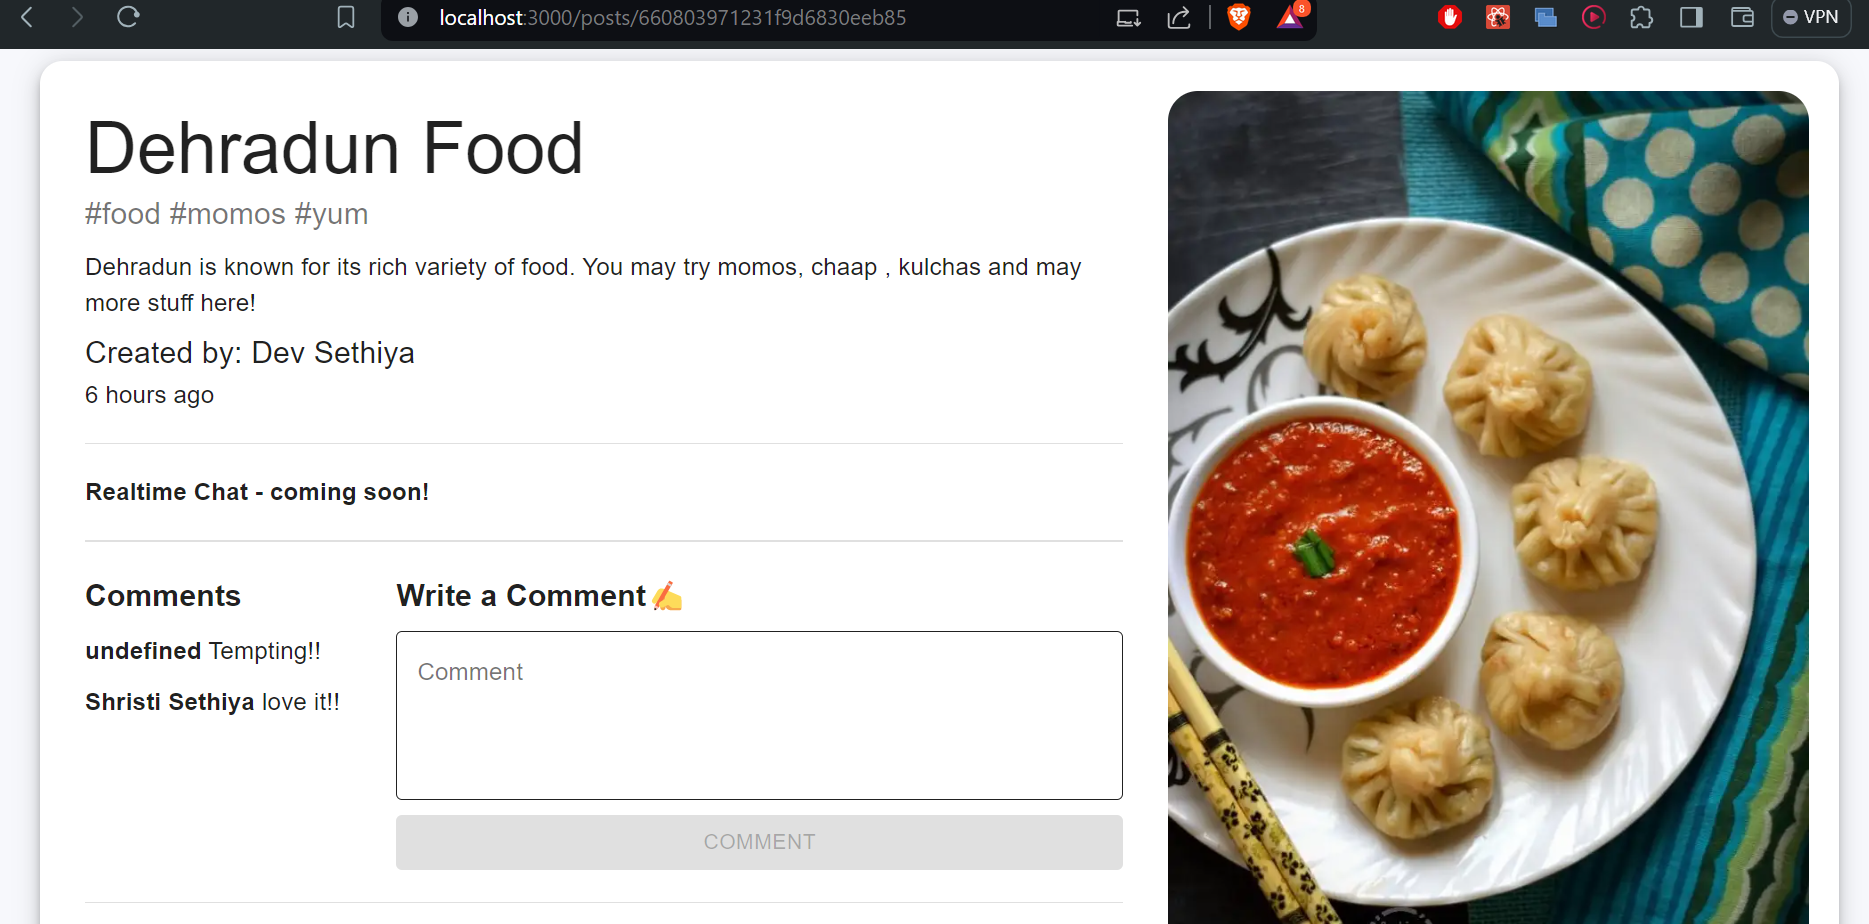 localhost:3000/posts/660803971231f9d6830eeb85
8
VPN
Dehradun Food
#food #momos #yum
Dehradun is known for its rich variety of food. You may try momos, chaap , kulchas and may
more stuff here!
Created by: Dev Sethiya
6 hours ago
Realtime Chat - coming soon!
Comments
undefined Tempting!!
Shristi Sethiya love it!!
Write a Comment✍️
Comment
COMMENT